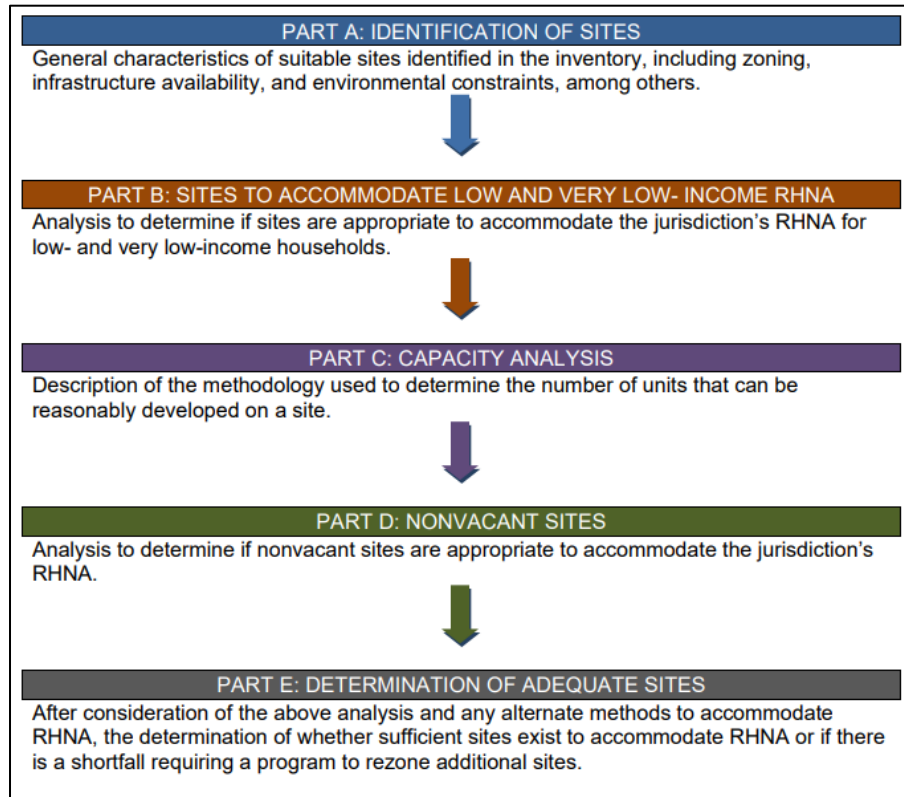 PART A: IDENTIFICATION OF SITES
General characteristics of suitable sites identified in the inventory, including zoning,
infrastructure availability, and environmental constraints, among others.
PART B: SITES TO ACCOMMODATE LOW AND VERY LOW- INCOME RHNA
Analysis to determine if sites are appropriate to accommodate the jurisdiction's RHNA for
low- and very low-income households.
PART C: CAPACITY ANALYSIS
Description of the methodology used to determine the number of units that can be
reasonably developed on a site.
PART D: NONVACANT SITES
Analysis to determine if nonvacant sites are appropriate to accommodate the jurisdiction's
RHNA.
PART E: DETERMINATION OF ADEQUATE SITES
After consideration of the above analysis and any alternate methods to accommodate
RHNA, the determination of whether sufficient sites exist to accommodate RHNA or if there
is a shortfall requiring a program to rezone additional sites.